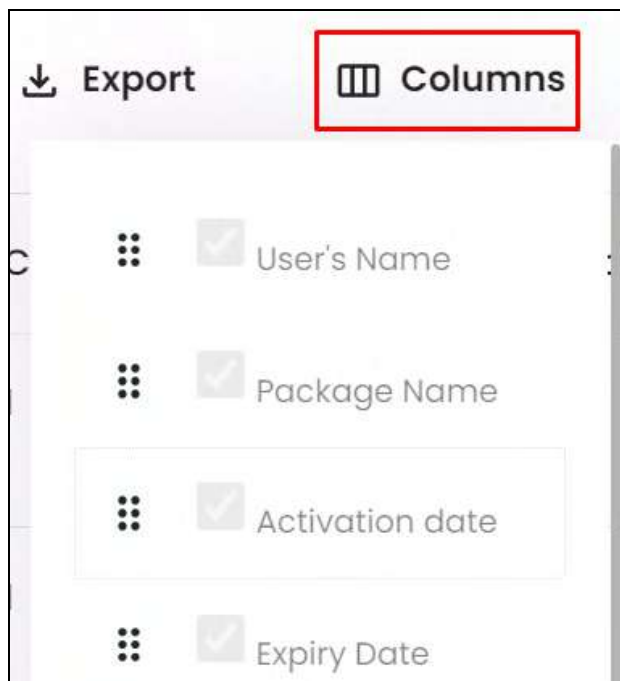 Export
Columns
User's Name
Package Name
Activation date
Expiry Date